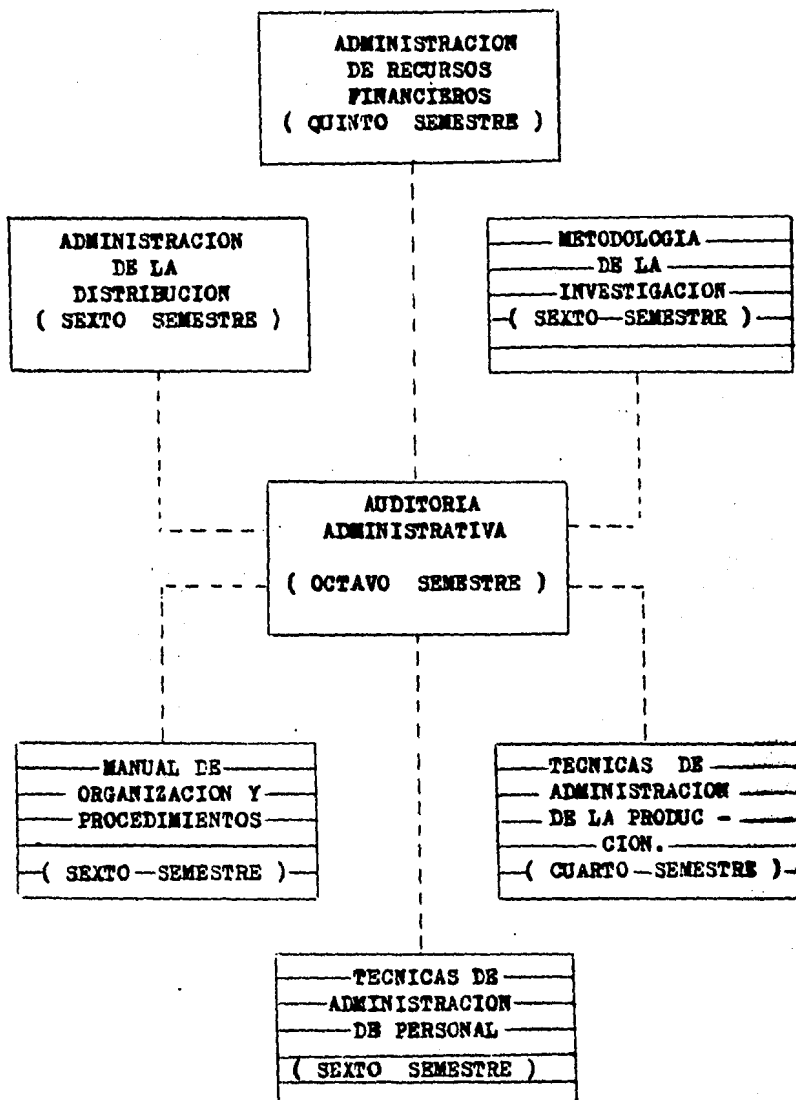 ADMINISTRACION
DE RECURSOS
FINANCIEROS
( QUINTO SEMESTRE )
ADMINISTRACION
DE LA
DISTRIBUCION
( SEXTO SEMESTRE )
METODOLOGIA
DE LA
INVESTIGACION
( SEXTO SEMESTRE )
AUDITORIA
ADMINISTRATIVA
( OCTAVO SEMESTRE )
MANUAL DE
ORGANIZACION Y
PROCEDIMIENTOS
( SEXTO SEMESTRE )
TECNICAS DE
ADMINISTRACION
DE LA PRODUC -
CION.
( CUARTO SEMESTRE )
TECNICAS DE
ADMINISTRACION
DE PERSONAL
( SEXTO SEMESTRE )